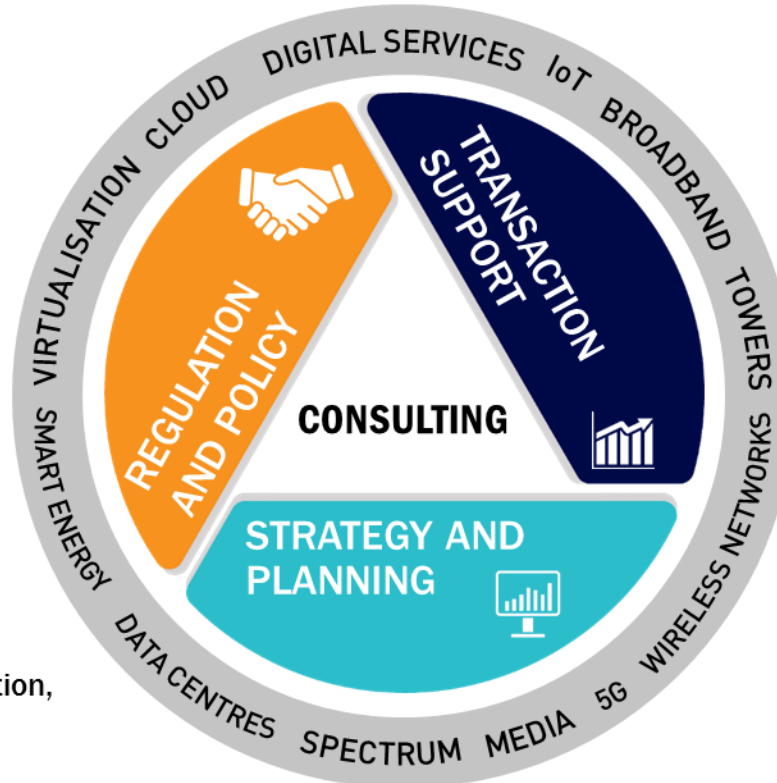 DIGITAL SERVICES
IoT
BROADBAND
TOWERS
WIRELESS NETWORKS
5G
MEDIA
SPECTRUM
DATA CENTRES
SMART ENERGY
VIRTUALISATION
CLOUD
TRANSACTION
SUPPORT
REGULATION
AND POLICY
CONSULTING
STRATEGY AND
PLANNING